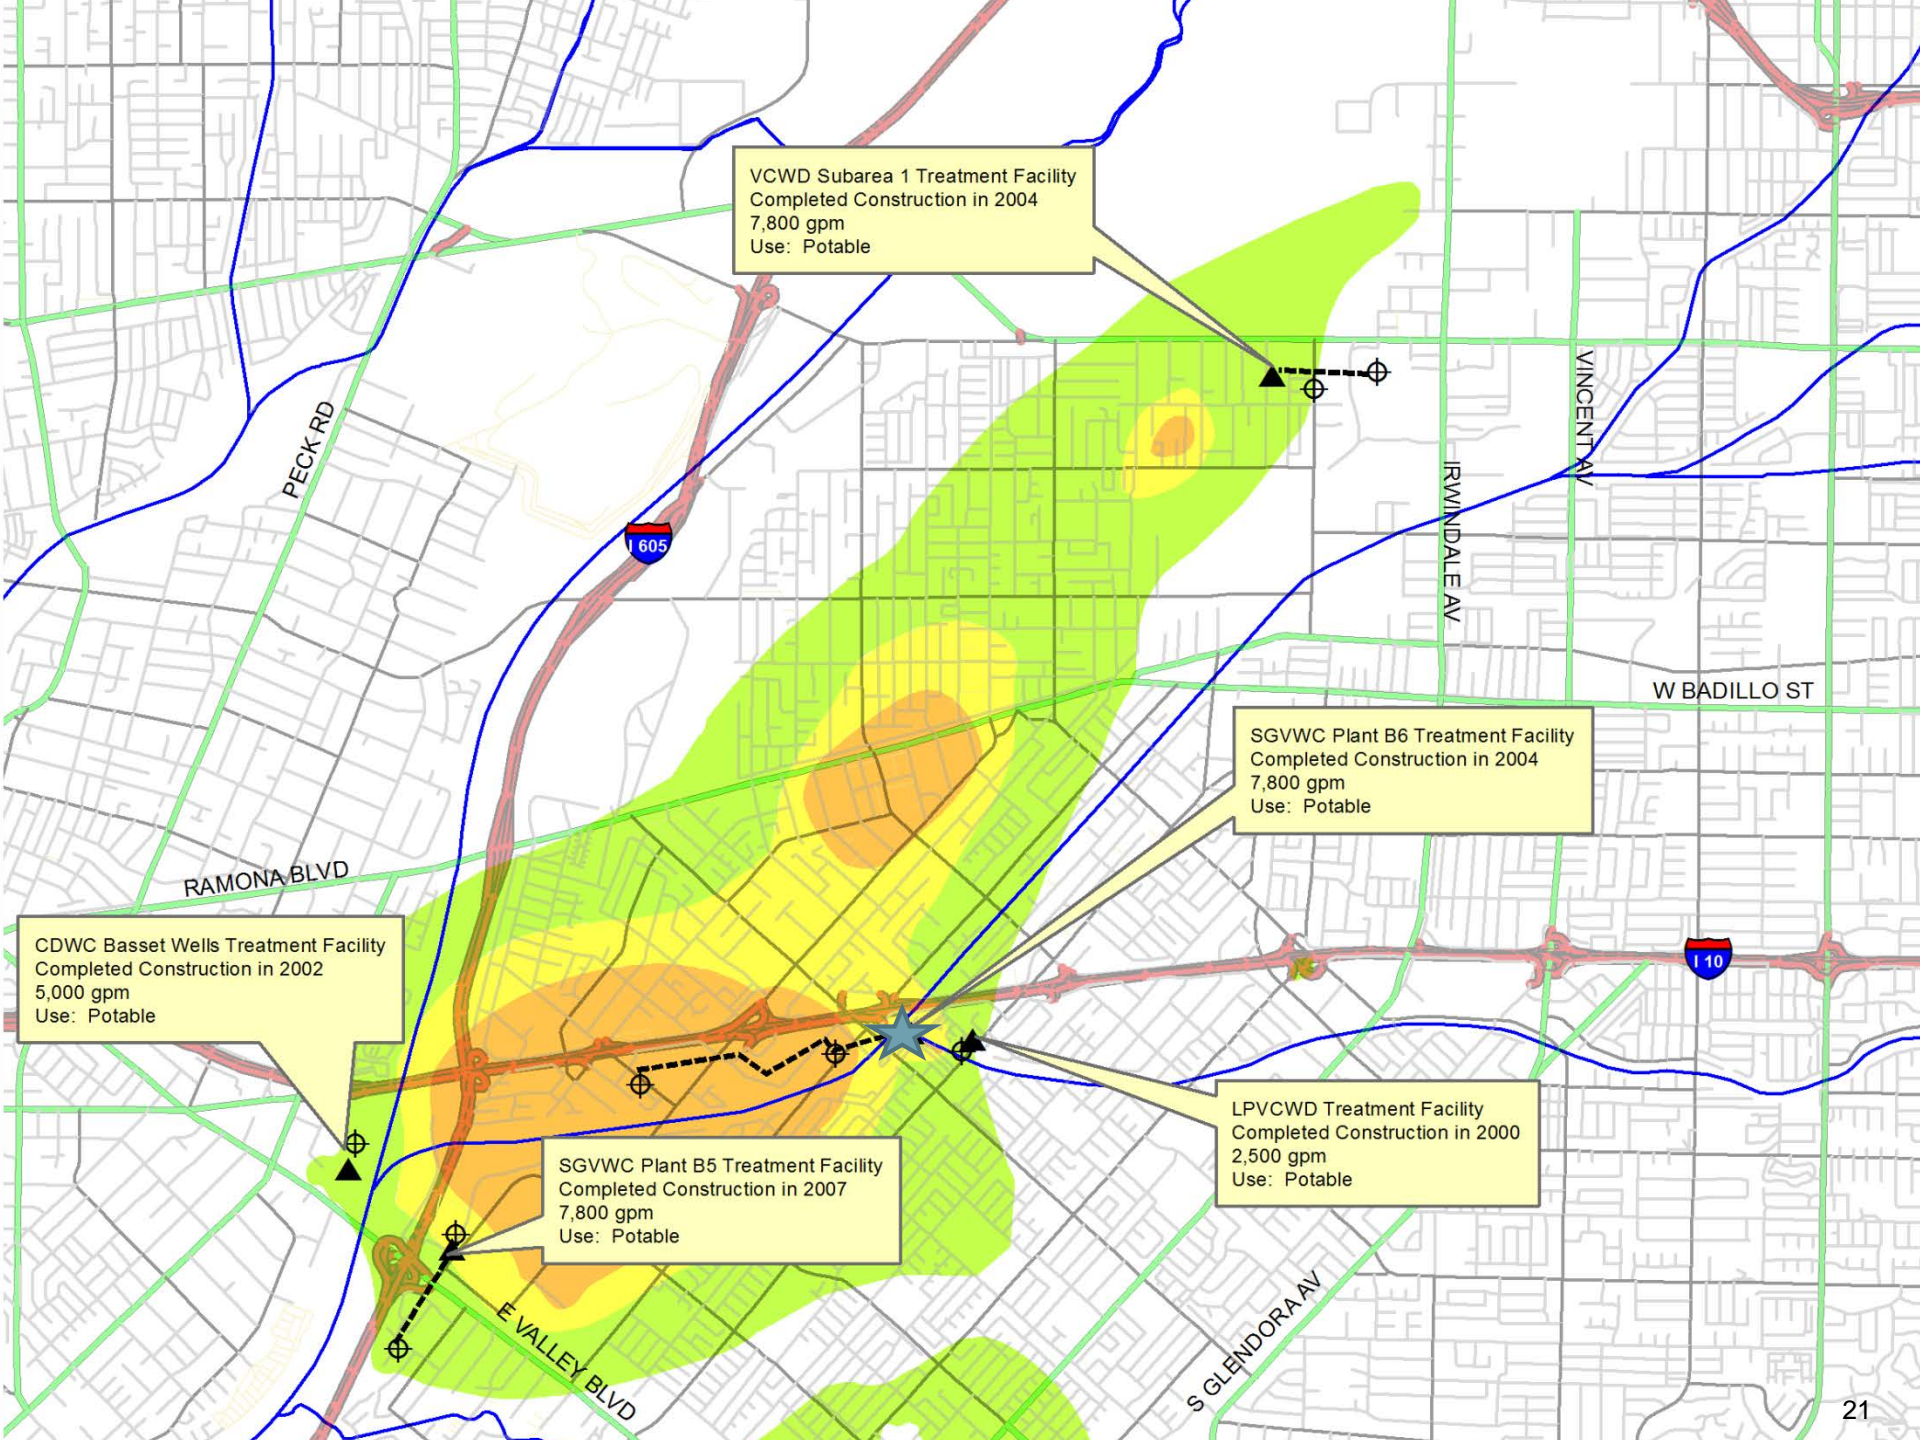 VCWD Subarea 1 Treatment Facility
Completed Construction in 2004
7,800 gpm
Use:  Potable
PECK RD
I 605
VINCENT AV
IRWINDALE AV
W BADILLO ST
SGVWC Plant B6 Treatment Facility
Completed Construction in 2004
7,800 gpm
Use:  Potable
RAMONA BLVD
CDWC Basset Wells Treatment Facility
Completed Construction in 2002
5,000 gpm
Use:  Potable
I 10
LPVCWD Treatment Facility
Completed Construction in 2000
2,500 gpm
Use:  Potable
SGVWC Plant B5 Treatment Facility
Completed Construction in 2007
7,800 gpm
Use:  Potable
E VALLEY BLVD
S GLENDORA AV
21